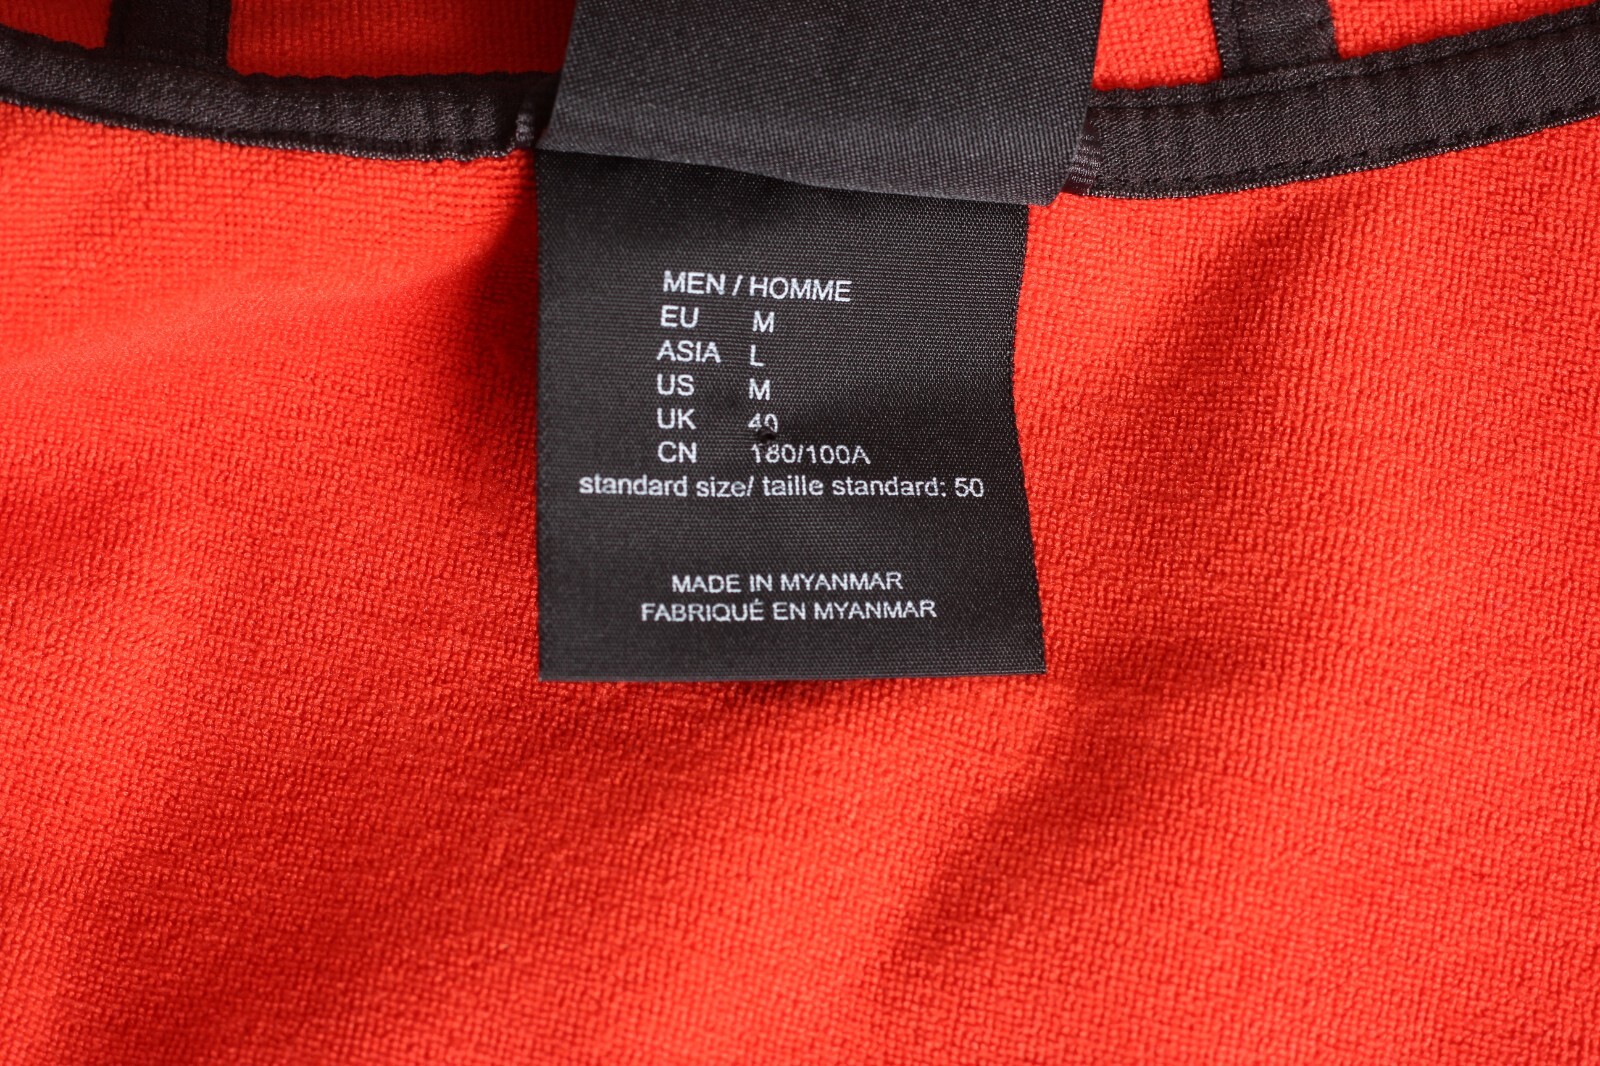 MEN / HOMME
EU M
ASIA L
US M
UK 40
CN 180/100A
standard size/ taille standard: 50
MADE IN MYANMAR
FABRIQUÉ EN MYANMAR